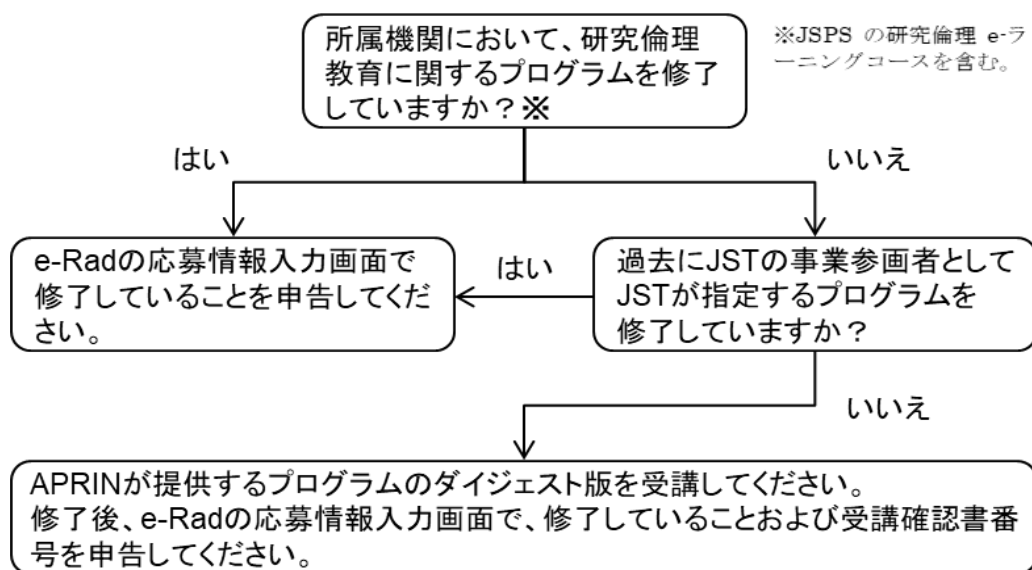 所属機関において、研究倫理
教育に関するプログラムを修了
していますか？※
※JSPS の研究倫理 e-ラ
ーニングコースを含む。
はい
いいえ
e-Radの応募情報入力画面で
修了していることを申告してくだ
さい。
はい
過去にJSTの事業参画者として
JSTが指定するプログラムを
修了していますか？
いいえ
APRINが提供するプログラムのダイジェスト版を受講してください。
修了後、e-Radの応募情報入力画面で、修了していることおよび受講確認書番
号を申告してください。